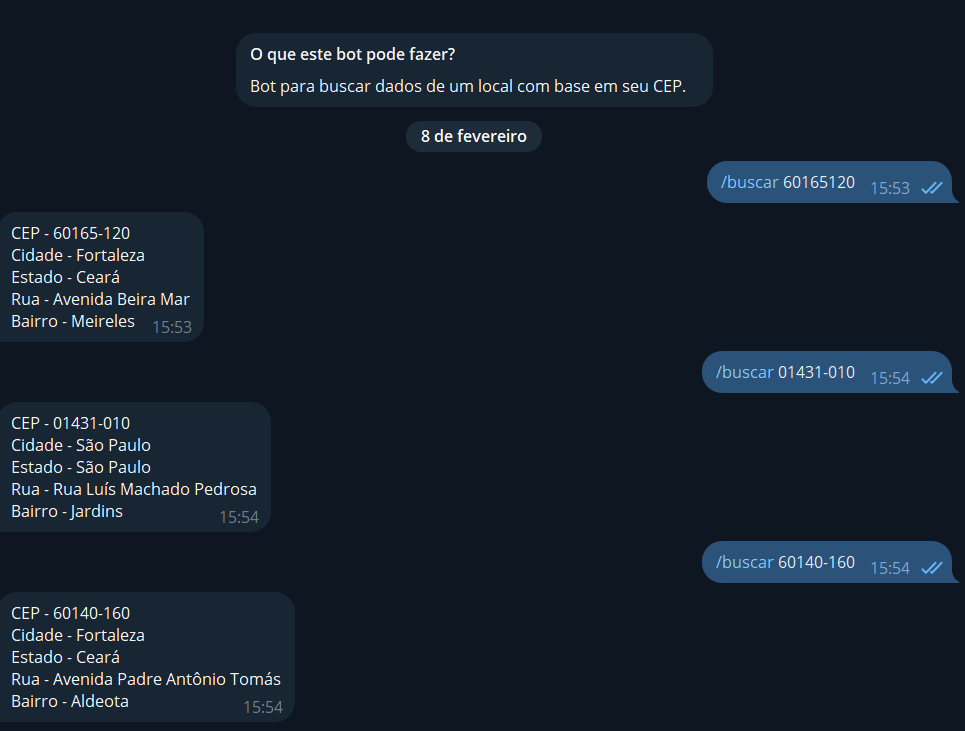 O que este bot pode fazer?
Bot para buscar dados de um local com base em seu CEP.
8 de fevereiro
/buscar 60165120 15:53
CEP - 60165-120
Cidade - Fortaleza
Estado - Ceará
Rua - Avenida Beira Mar
Bairro - Meireles 15:53
/buscar 01431-010 15:54
CEP - 01431-010
Cidade - São Paulo
Estado - São Paulo
Rua - Rua Luís Machado Pedrosa
Bairro - Jardins 15:54
/buscar 60140-160 15:54
CEP - 60140-160
Cidade - Fortaleza
Estado - Ceará
Rua - Avenida Padre Antônio Tomás
Bairro - Aldeota 15:54